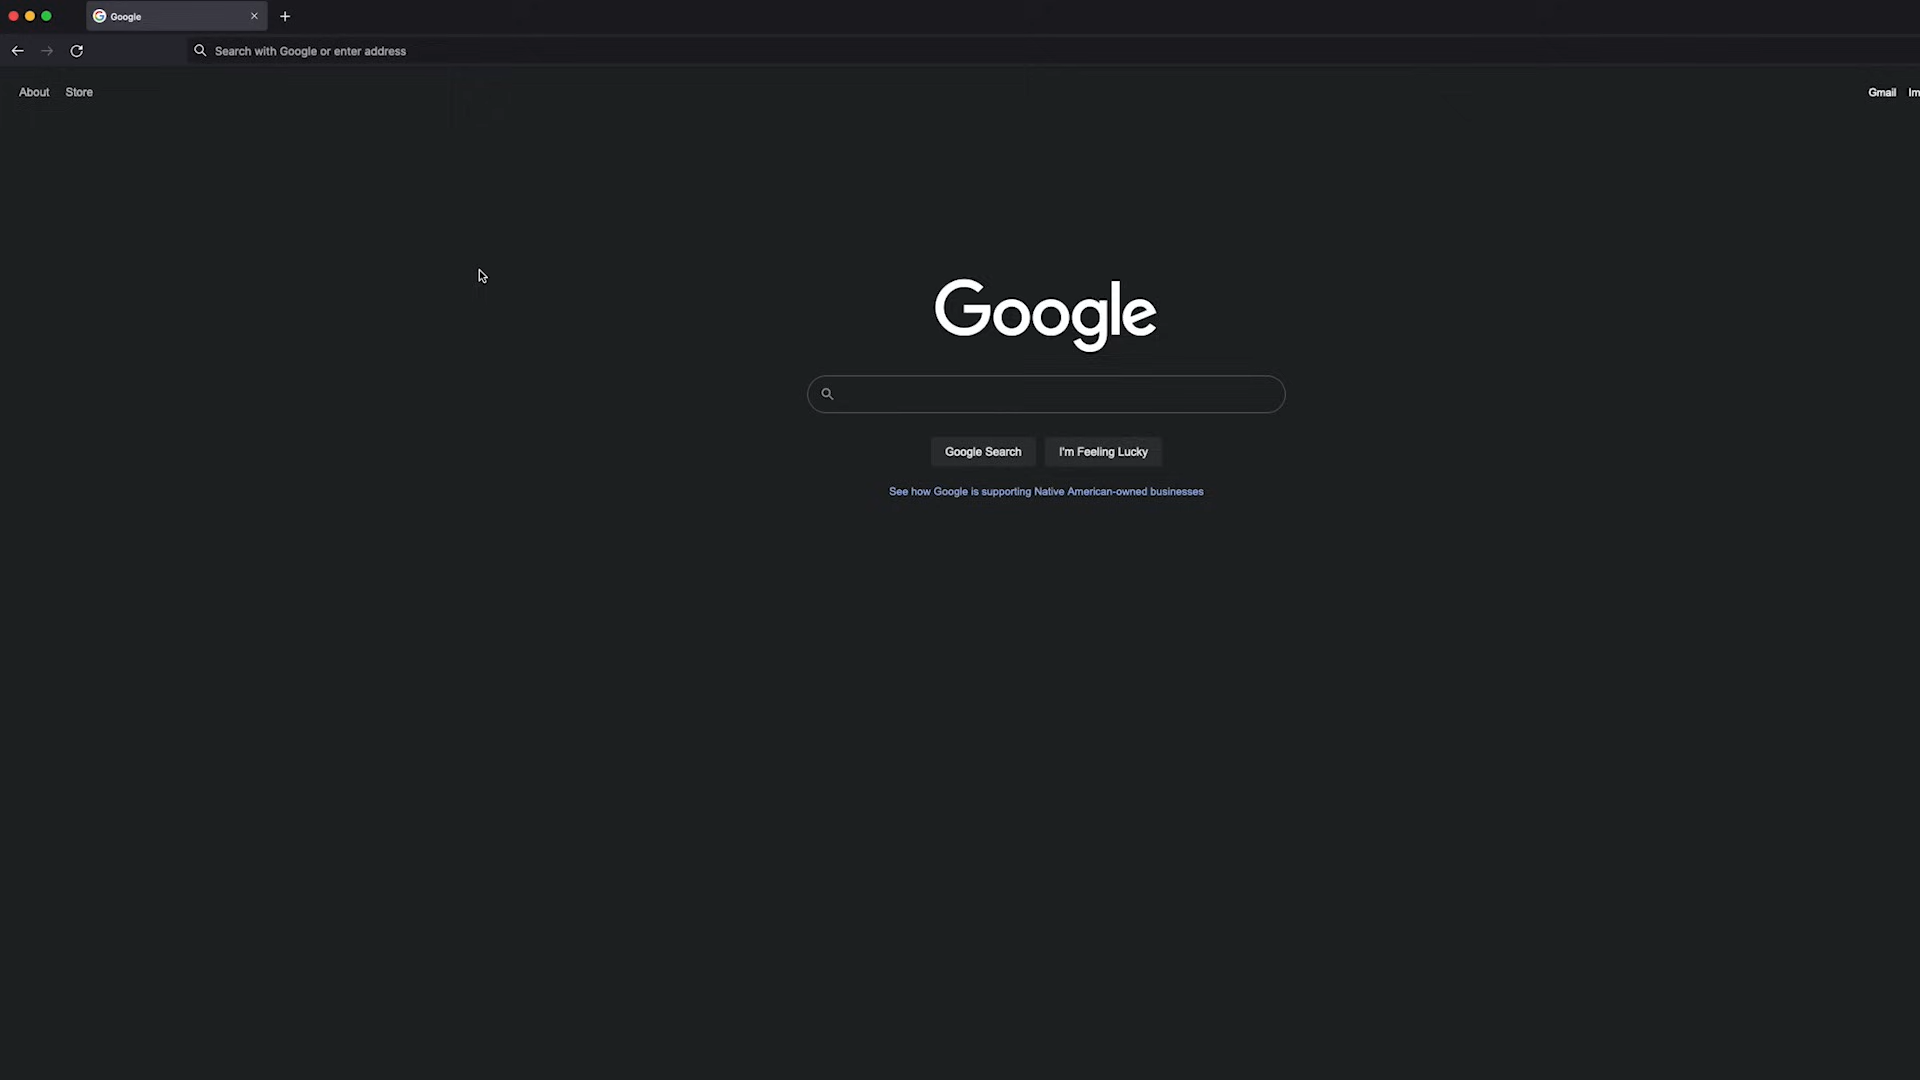 Google
Search with Google or enter address
About Store
Gmail
Google
Google Search I'm Feeling Lucky
See how Google is supporting Native American-owned businesses